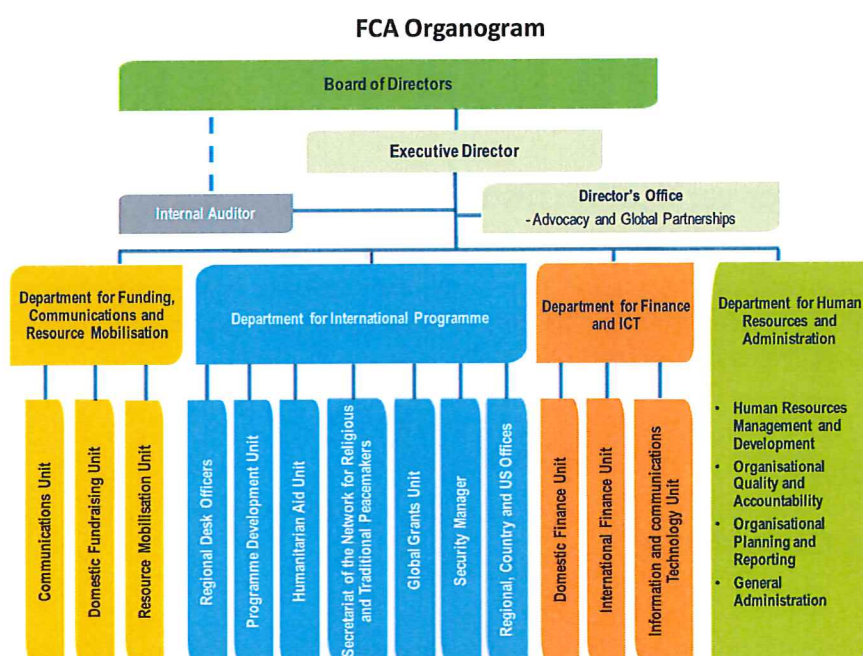 FCA Organogram
Board of Directors
Executive Director
Internal Auditor
Director's Office
- Advocacy and Global Partnerships
Department for Funding,
Communications and
Resource Mobilisation
Department for International Programme
Department for Finance
and ICT
Department for Human
Resources and
Administration
Communications Unit
Domestic Fundraising Unit
Resource Mobilisation Unit
Regional Desk Officers
Programme Development Unit
Humanitarian Aid Unit
Secretariat of the Network for Religious
and Traditional Peacemakers
Global Grants Unit
Security Manager
Regional, Country and US Offices
Domestic Finance Unit
International Finance Unit
Information and communications
Technology Unit
• Human Resources
Management and
Development
• Organisational
Quality and
Accountability
• Organisational
Planning and
Reporting
• General
Administration